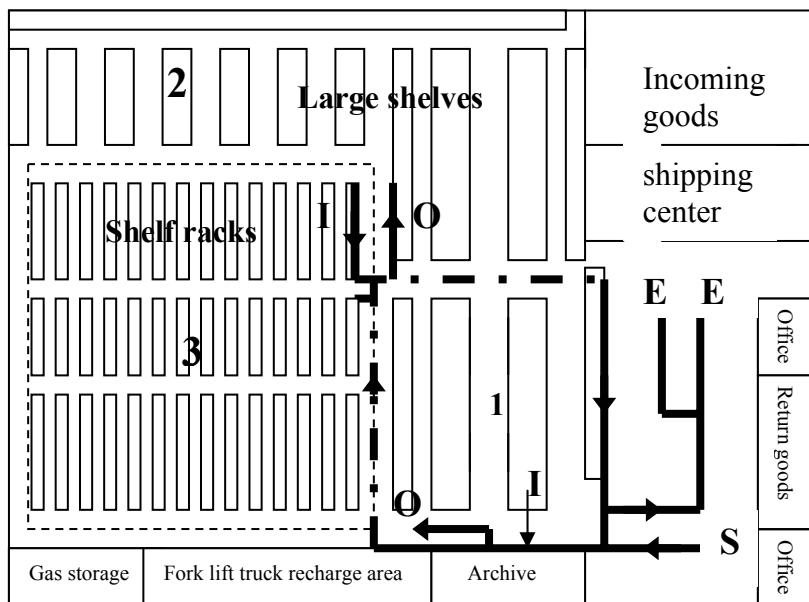 2
Large shelves
Incoming
goods
shipping
center
Shelf racks
I
O
E E
3
1
Office
Return goods
O
I
S
Office
Gas storage
Fork lift truck recharge area
Archive